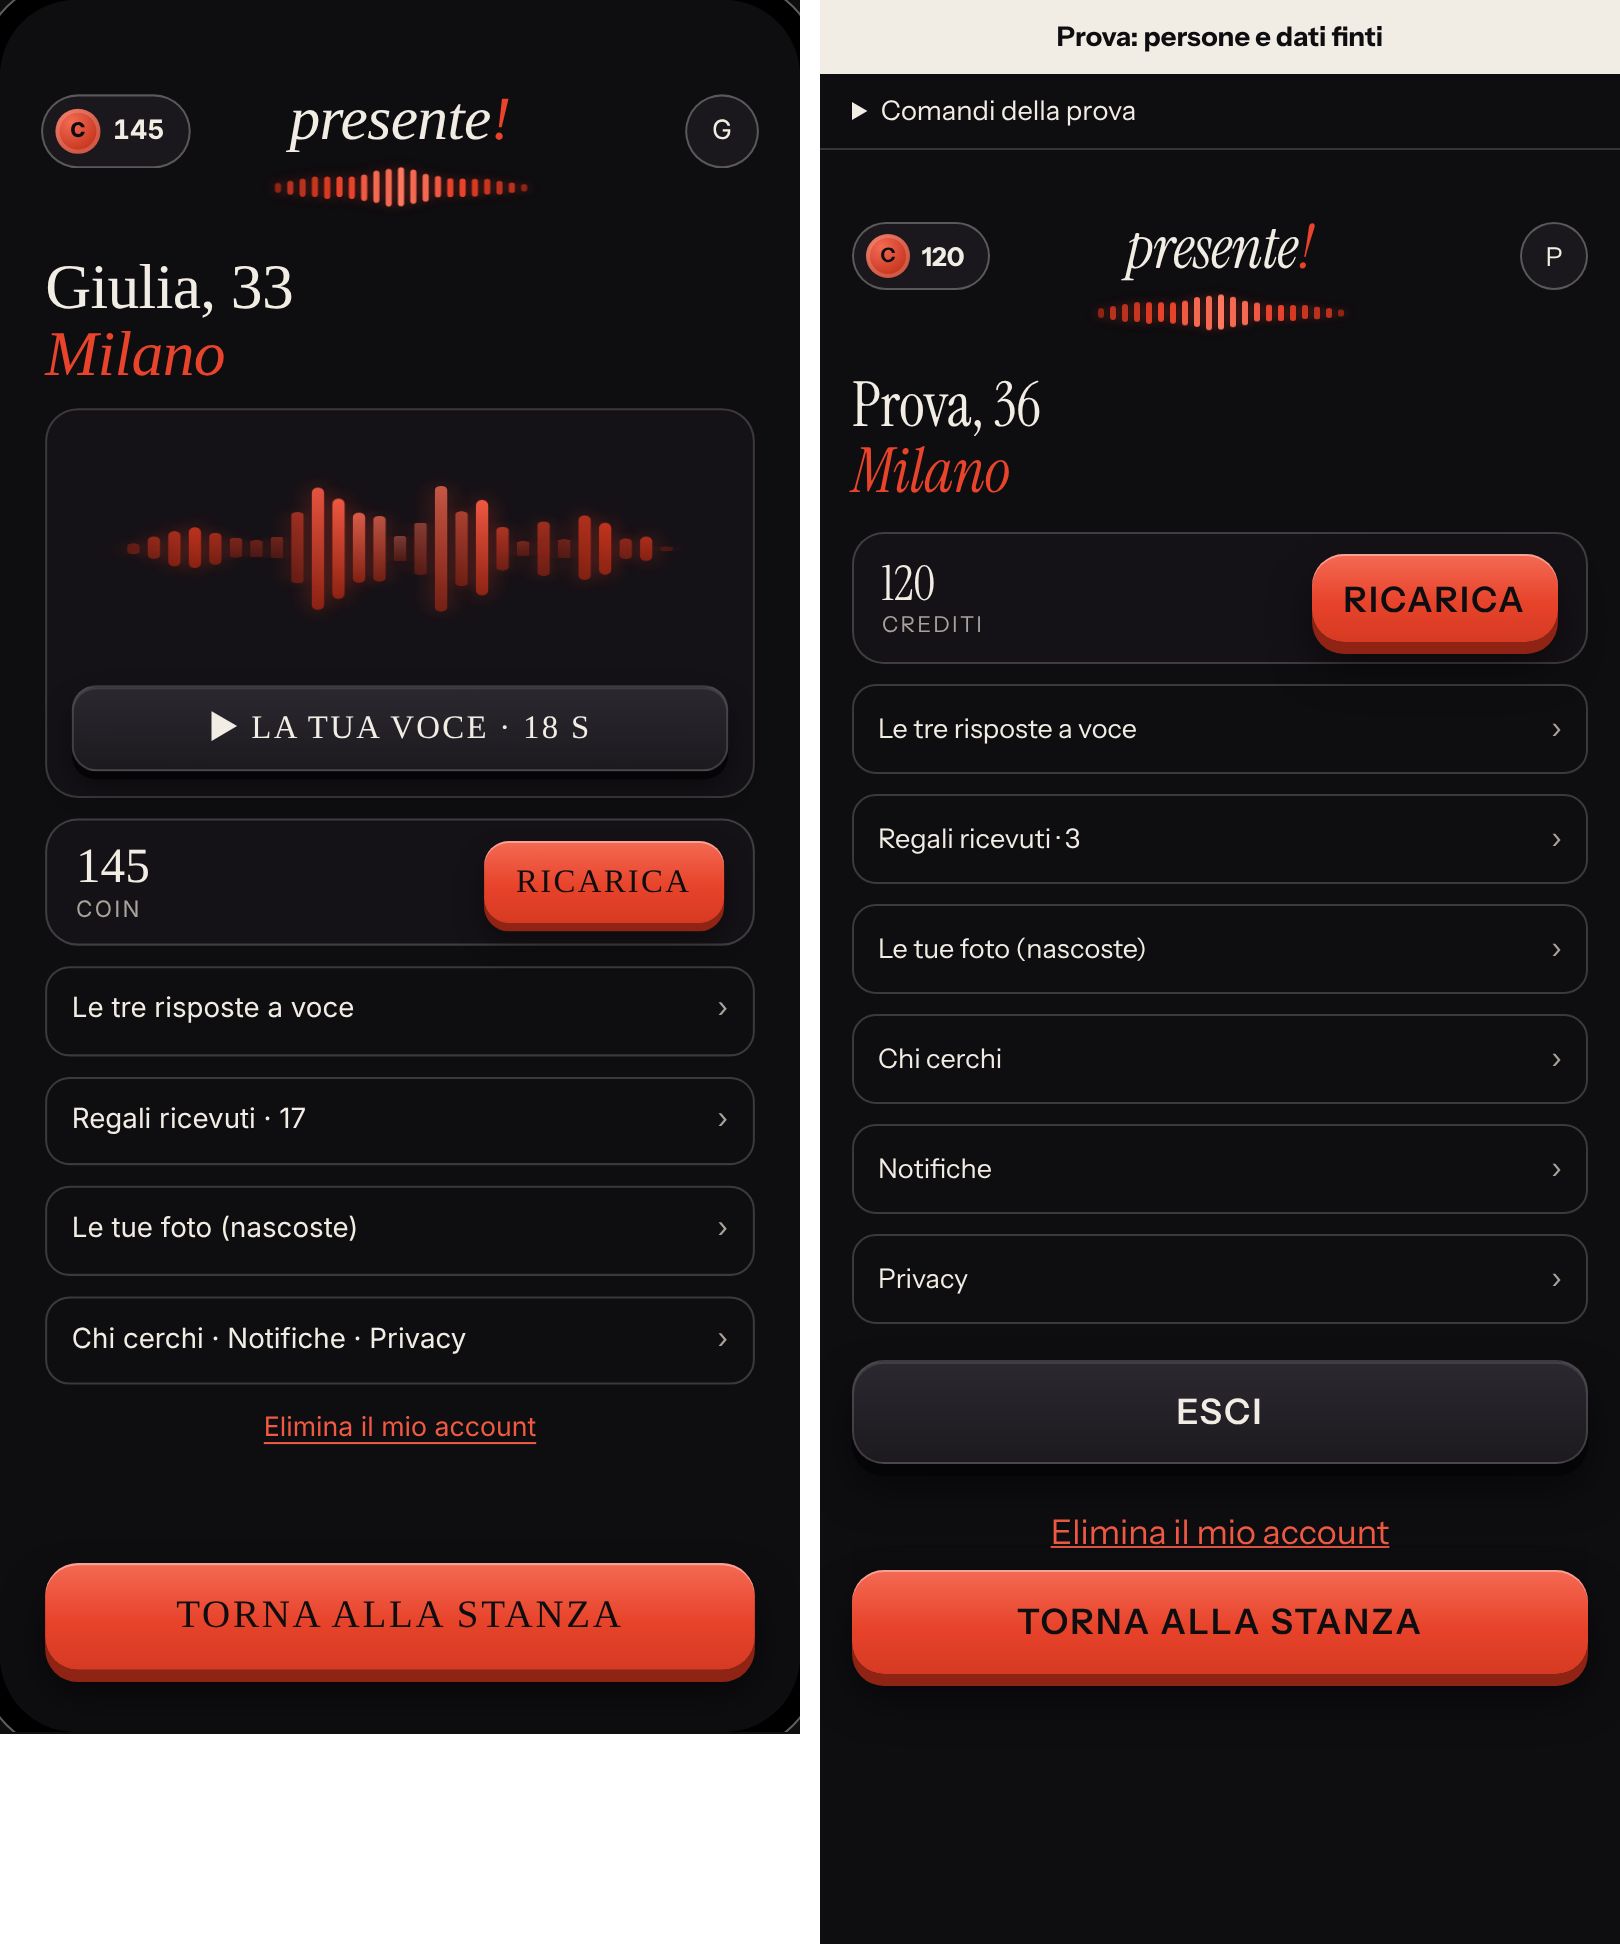 C 145
presente!
G
Giulia, 33
Milano
LA TUA VOCE · 18 S
145
COIN
RICARICA
Le tre risposte a voce
Regali ricevuti · 17
Le tue foto (nascoste)
Chi cerchi · Notifiche · Privacy
Elimina il mio account
TORNA ALLA STANZA
Prova: persone e dati finti
Comandi della prova
C 120
presente!
P
Prova, 36
Milano
120
CREDITI
RICARICA
Le tre risposte a voce
Regali ricevuti · 3
Le tue foto (nascoste)
Chi cerchi
Notifiche
Privacy
ESCI
Elimina il mio account
TORNA ALLA STANZA